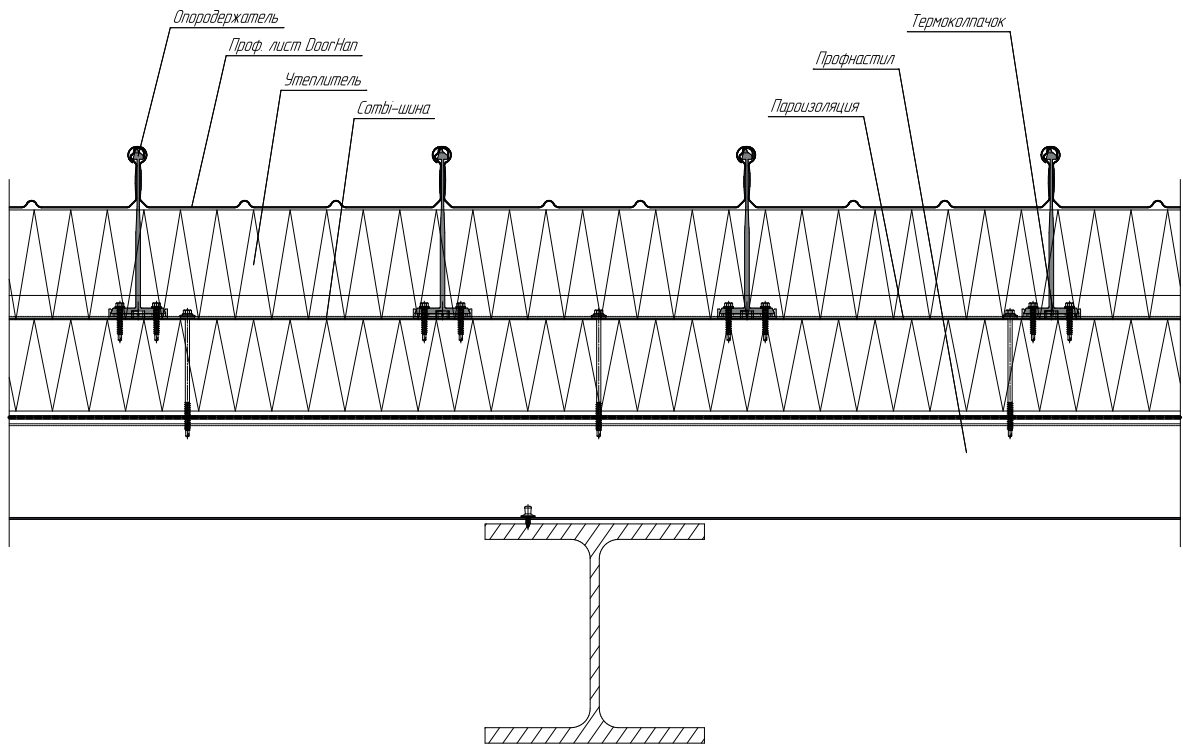 Опородержатель
Проф. лист DoorHan
Утеплитель
Combi-шина
Термоколпачок
Профнастил
Пароизоляция